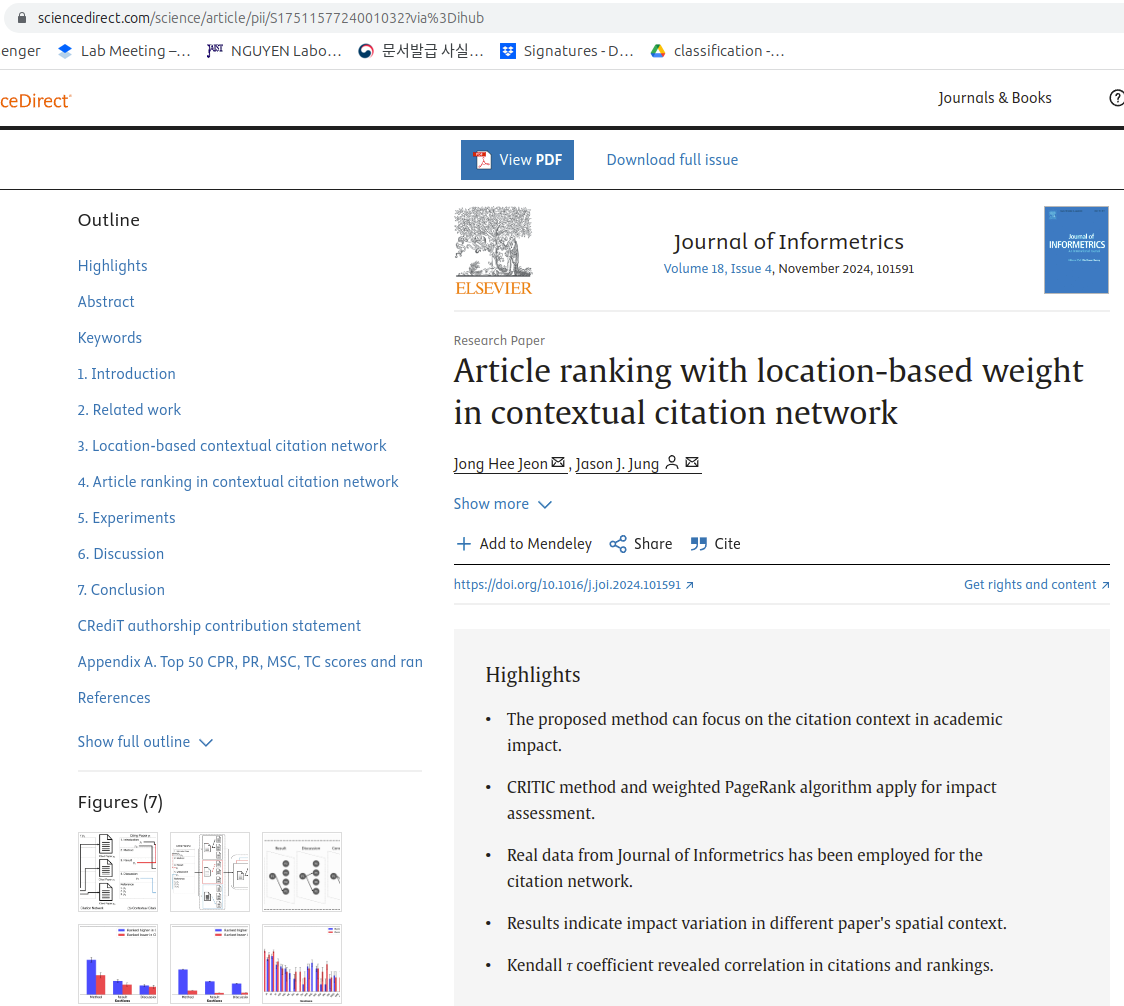 sciencedirect.com/science/article/pii/S1751157724001032?via%3Dihub
enger Lab Meeting –... NGUYEN Labo... 문서발급 사실... Signatures - D... classification -...
ceDirect
Journals & Books
View PDF Download full issue
Outline
Highlights
Abstract
Keywords
1. Introduction
2. Related work
3. Location-based contextual citation network
4. Article ranking in contextual citation network
5. Experiments
6. Discussion
7. Conclusion
CRediT authorship contribution statement
Appendix A. Top 50 CPR, PR, MSC, TC scores and ran
References
Show full outline
Figures (7)
ELSEVIER
Journal of Informetrics
Volume 18, Issue 4, November 2024, 101591
Journal of
INFORMETRICS
Research Paper
Article ranking with location-based weight
in contextual citation network
Jong Hee Jeon, Jason J. Jung
Show more
Add to Mendeley Share Cite
https://doi.org/10.1016/j.joi.2024.101591
Get rights and content
Highlights
• The proposed method can focus on the citation context in academic
impact.
• CRITIC method and weighted PageRank algorithm apply for impact
assessment.
• Real data from Journal of Informetrics has been employed for the
citation network.
• Results indicate impact variation in different paper's spatial context.
• Kendall τ coefficient revealed correlation in citations and rankings.